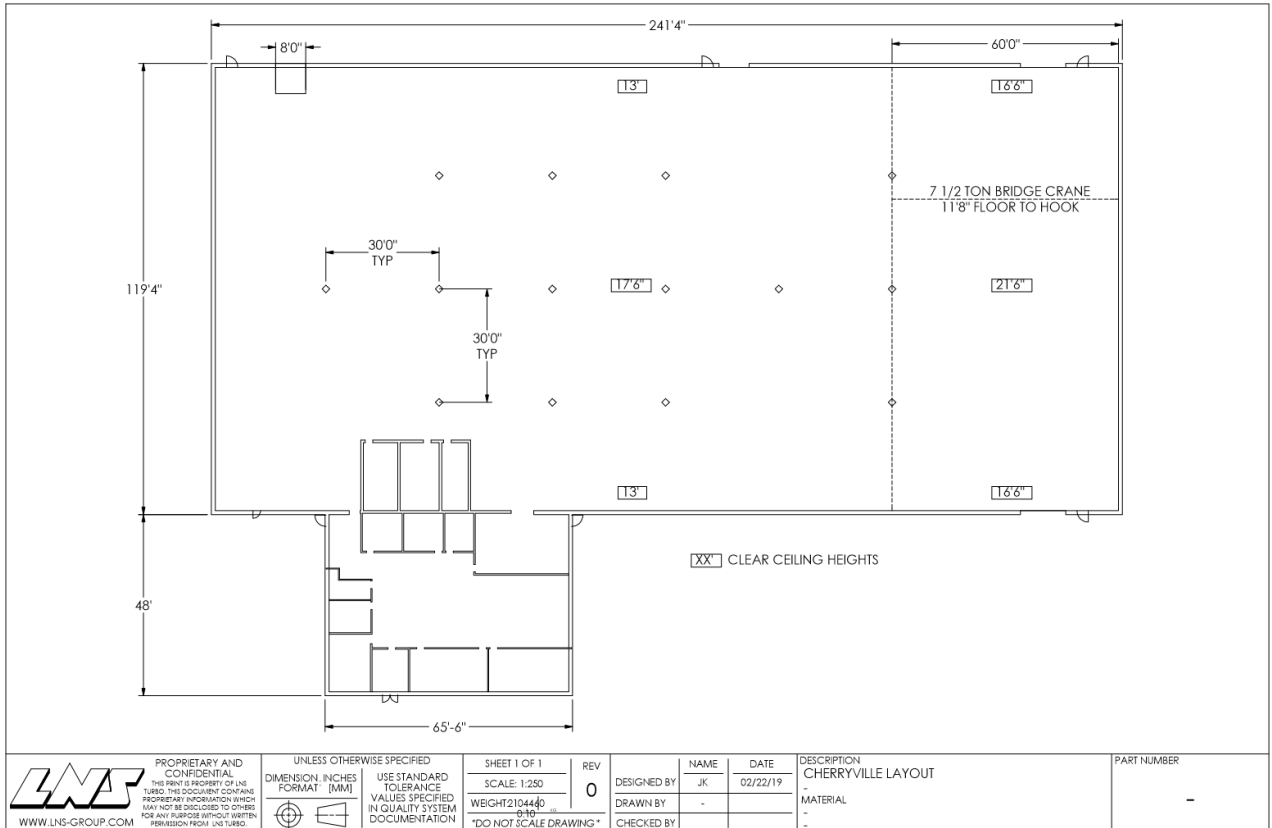 241'4"
8'0"
60'0"
13'
16'6"
7 1/2 TON BRIDGE CRANE
11'8" FLOOR TO HOOK
30'0"
TYP
119'4"
17'6"
21'6"
30'0"
TYP
13'
16'6"
XX' CLEAR CEILING HEIGHTS
48'
65'-6"
LNS
WWW.LNS-GROUP.COM
PROPRIETARY AND
CONFIDENTIAL
THIS PRINT IS PROPERTY OF LNS
TURBO. THIS DOCUMENT CONTAINS
PROPRIETARY INFORMATION WHICH
MAY NOT BE DISCLOSED TO OTHERS
FOR ANY PURPOSE WITHOUT WRITTEN
PERMISSION FROM LNS TURBO.
UNLESS OTHERWISE SPECIFIED
DIMENSION: INCHES
FORMAT: [MM]
USE STANDARD
TOLERANCE
VALUES SPECIFIED
IN QUALITY SYSTEM
DOCUMENTATION
SHEET 1 OF 1
SCALE: 1:250
WEIGHT:2104460
0.10
*DO NOT SCALE DRAWING*
REV
0
NAME
DATE
DESIGNED BY
JK
02/22/19
DRAWN BY
-
CHECKED BY
DESCRIPTION
CHERRYVILLE LAYOUT
-
MATERIAL
-
-
PART NUMBER
-